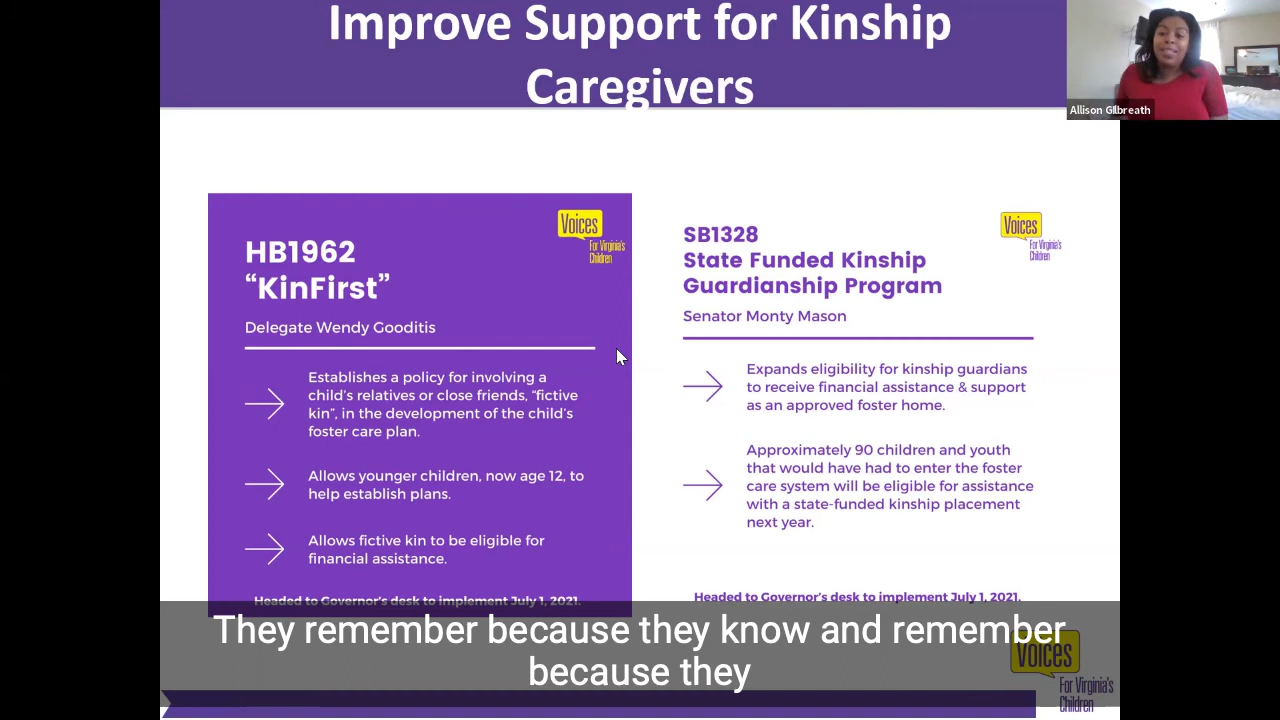 Improve Support for Kinship
Caregivers
Allison Gilbreath
HB1962
“KinFirst”
Voices
For Virginia's
Children
Delegate Wendy Gooditis
Establishes a policy for involving a
child’s relatives or close friends, “fictive
kin”, in the development of the child’s
foster care plan.
Allows younger children, now age 12, to
help establish plans.
Allows fictive kin to be eligible for
financial assistance.
Headed to Governor’s desk to implement July 1, 2021.
SB1328
State Funded Kinship
Guardianship Program
Voices
For Virginia's
Children
Senator Monty Mason
Expands eligibility for kinship guardians
to receive financial assistance & support
as an approved foster home.
Approximately 90 children and youth
that would have had to enter the foster
care system will be eligible for assistance
with a state-funded kinship placement
next year.
Headed to Governor’s desk to implement July 1, 2021.
They remember because they know and remember
because they
Voices
For Virginia's
Children